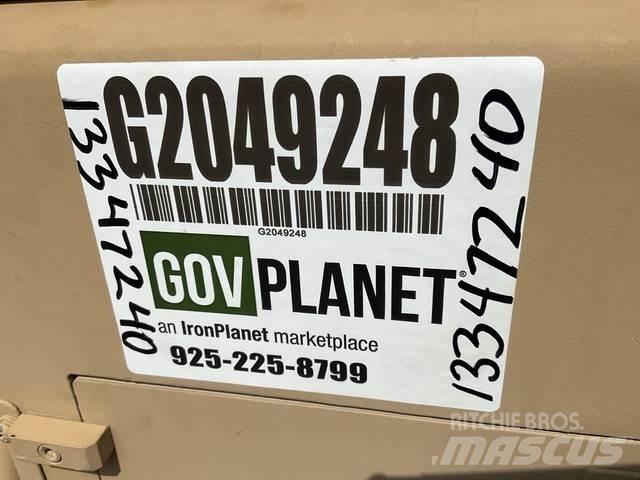 G2049248
G2049248
GOV PLANET®
an IronPlanet marketplace
925-225-8799
13347240
13347240
RITCHIE BROS.
MASCUS